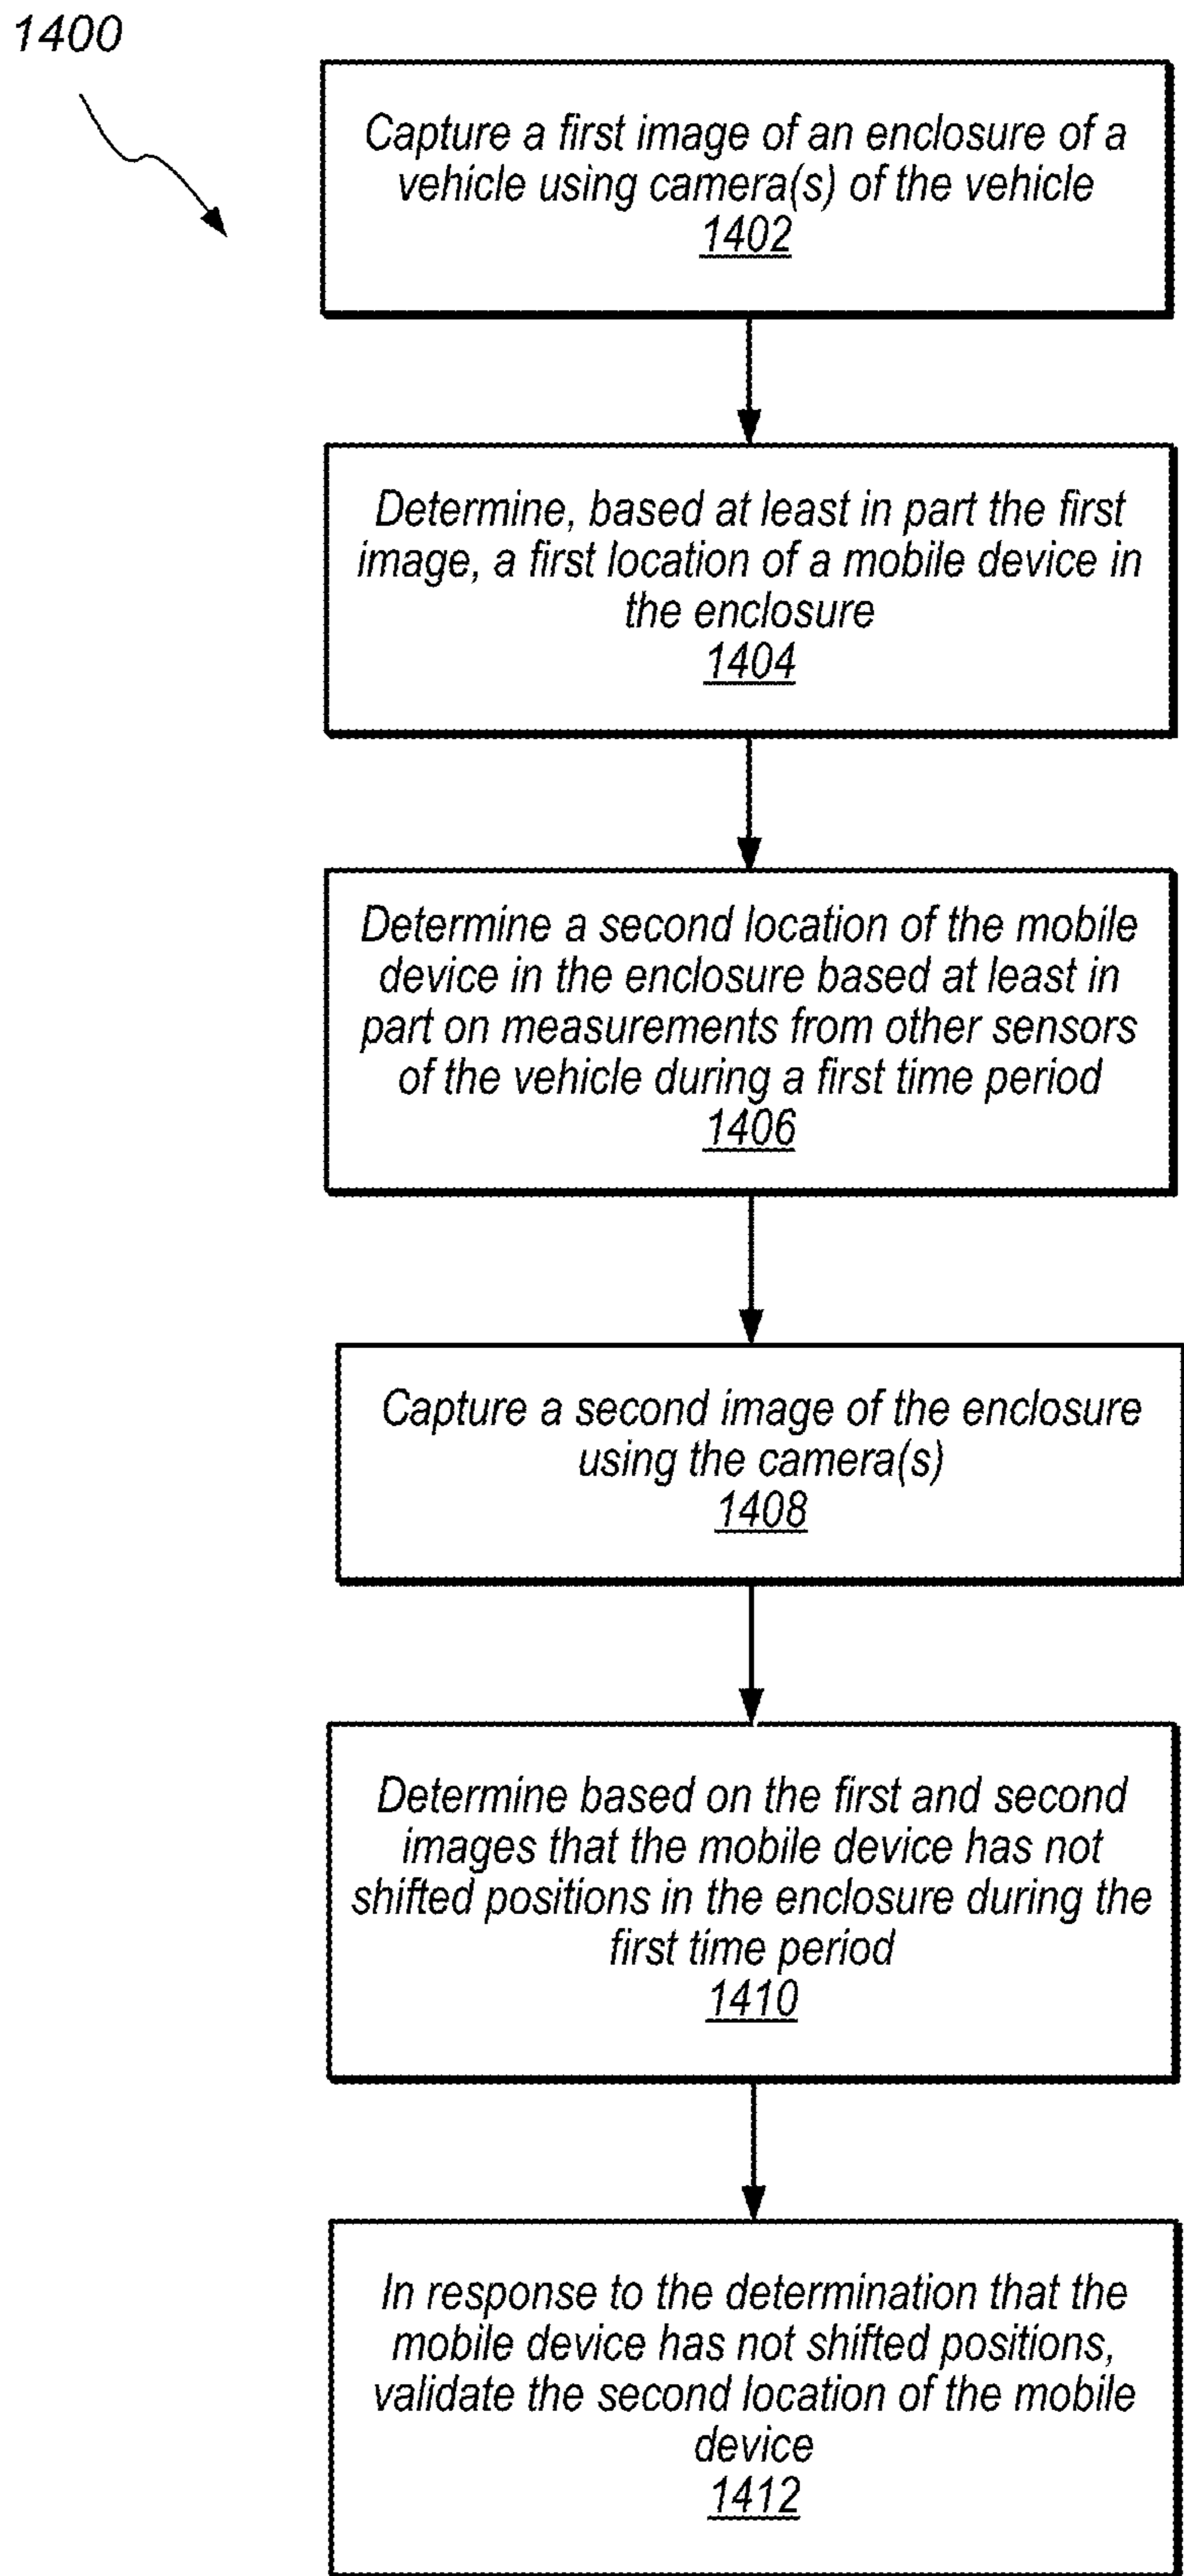 1400
Capture a first image of an enclosure of a
vehicle using camera(s) of the vehicle
1402
Determine, based at least in part the first
image, a first location of a mobile device in
the enclosure
1404
Determine a second location of the mobile
device in the enclosure based at least in
part on measurements from other sensors
of the vehicle during a first time period
1406
Capture a second image of the enclosure
using the camera(s)
1408
Determine based on the first and second
images that the mobile device has not
shifted positions in the enclosure during the
first time period
1410
In response to the determination that the
mobile device has not shifted positions,
validate the second location of the mobile
device
1412